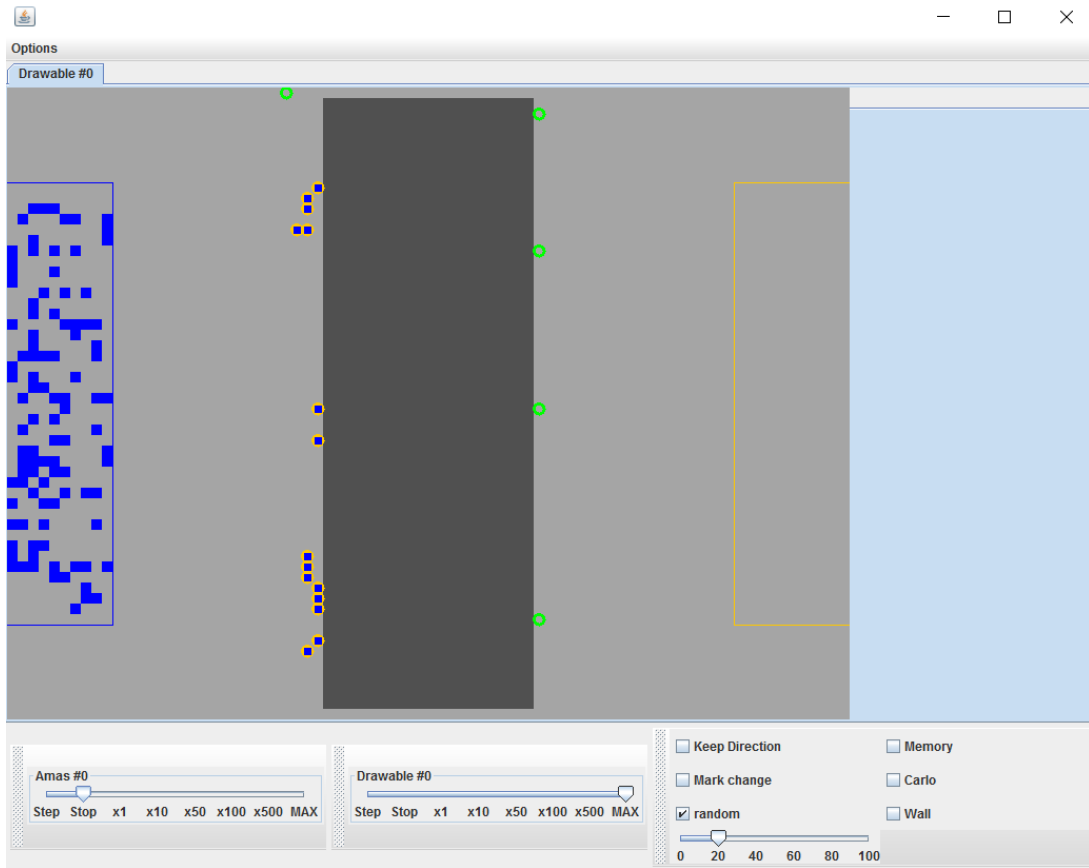 Options
Drawable #0
Amas #0
Step Stop x1 x10 x50 x100 x500 MAX
Drawable #0
Step Stop x1 x10 x50 x100 x500 MAX
Keep Direction
Memory
Mark change
Carlo
random
Wall
0 20 40 60 80 100